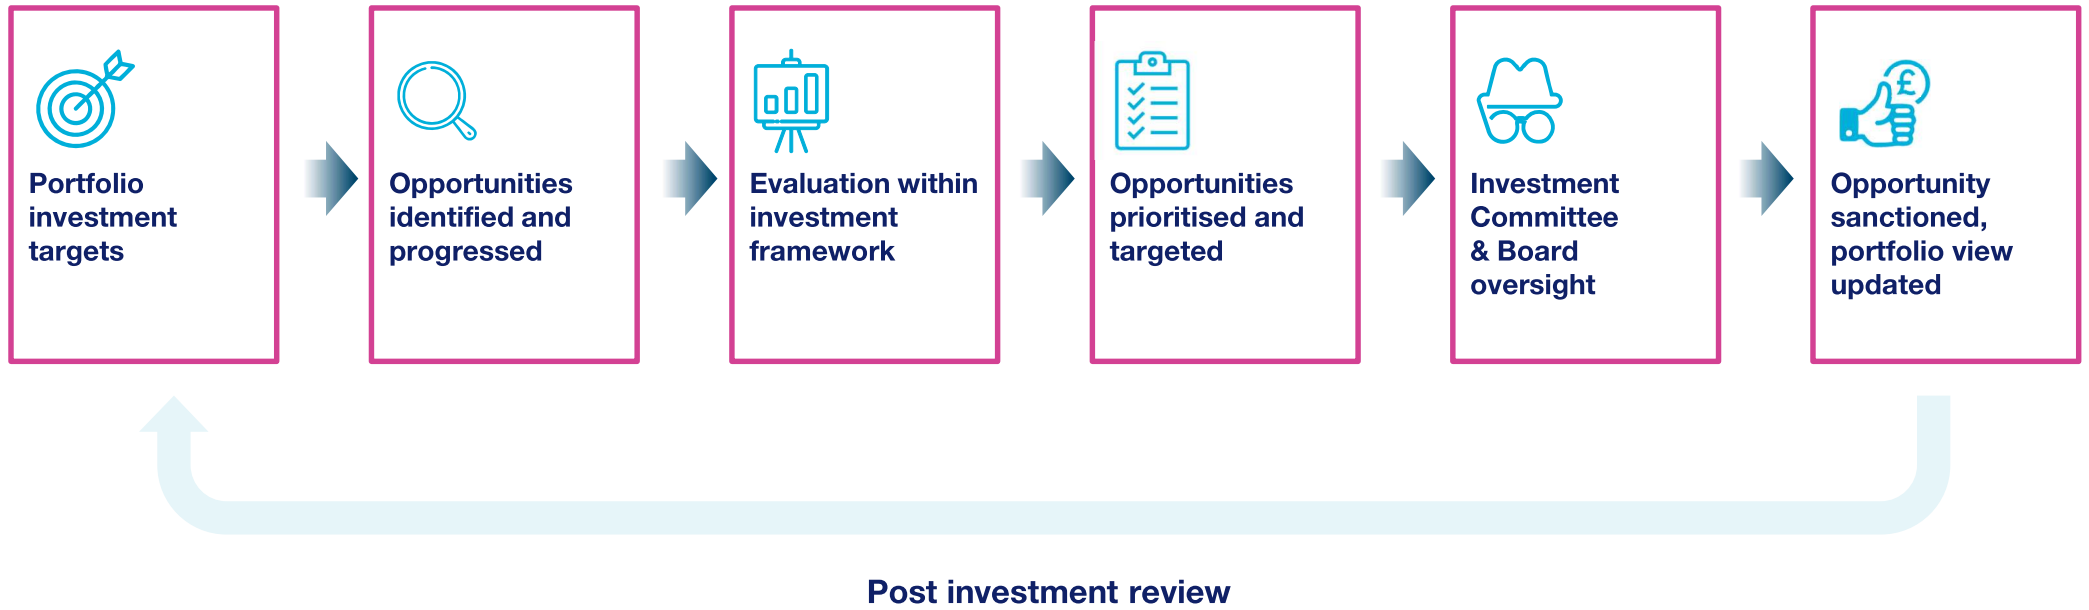 £
Portfolio
investment
targets
Opportunities
identified and
progressed
Evaluation within
investment
framework
Opportunities
prioritised and
targeted
Investment
Committee
& Board
oversight
Opportunity
sanctioned,
portfolio view
updated
Post investment review